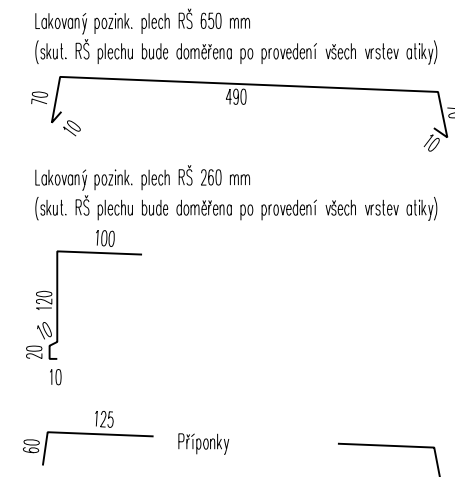 Lakovaný pozink. plech RŠ 650 mm
(skut. RŠ plechu bude doměřena po provedení všech vrstev atiky)
70
490
10
10
Lakovaný pozink. plech RŠ 260 mm
(skut. RŠ plechu bude doměřena po provedení všech vrstev atiky)
100
120
10
20
10
125
60
Příponky